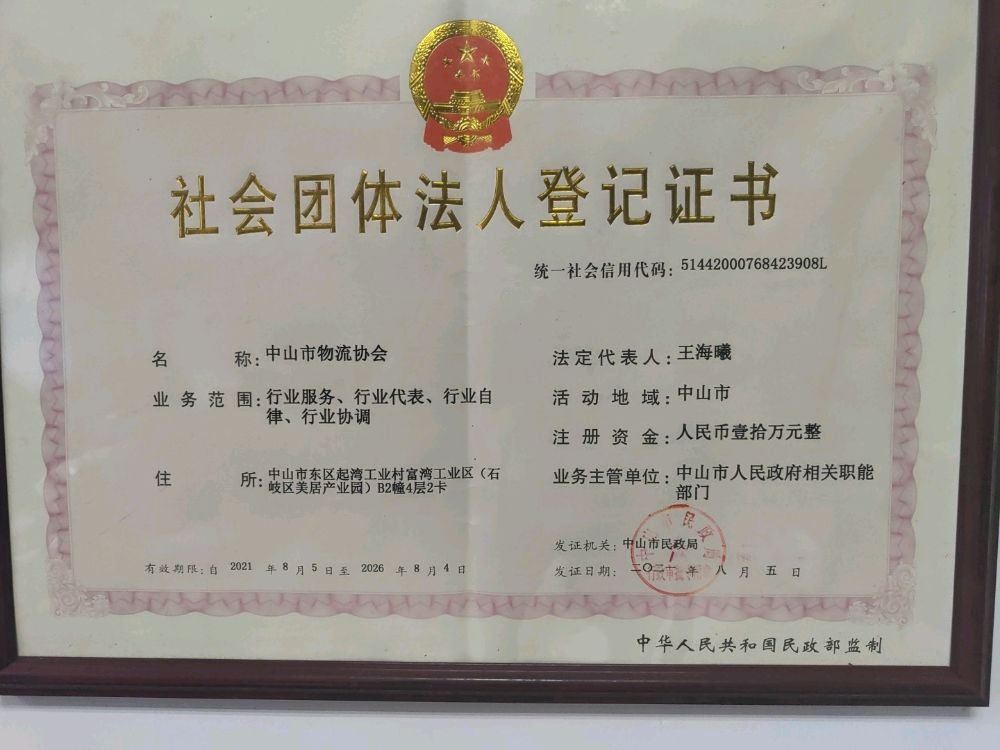 社会团体法人登记证书
统一社会信用代码: 51442000768423908L
名称: 中山市物流协会
业务范围: 行业服务、行业代表、行业自
律、行业协调
住所: 中山市东区起湾工业村富湾工业区（石
岐区美居产业园）B2幢4层2卡
有效期限: 自 2021 年 8 月 5 日 至 2026 年 8 月 4 日
法定代表人: 王海曦
活动地域: 中山市
注册资金: 人民币壹拾万元整
业务主管单位: 中山市人民政府相关职能
部门
发证机关: 中山市民政局
发证日期: 二〇二一年八月五日
中华人民共和国民政部监制